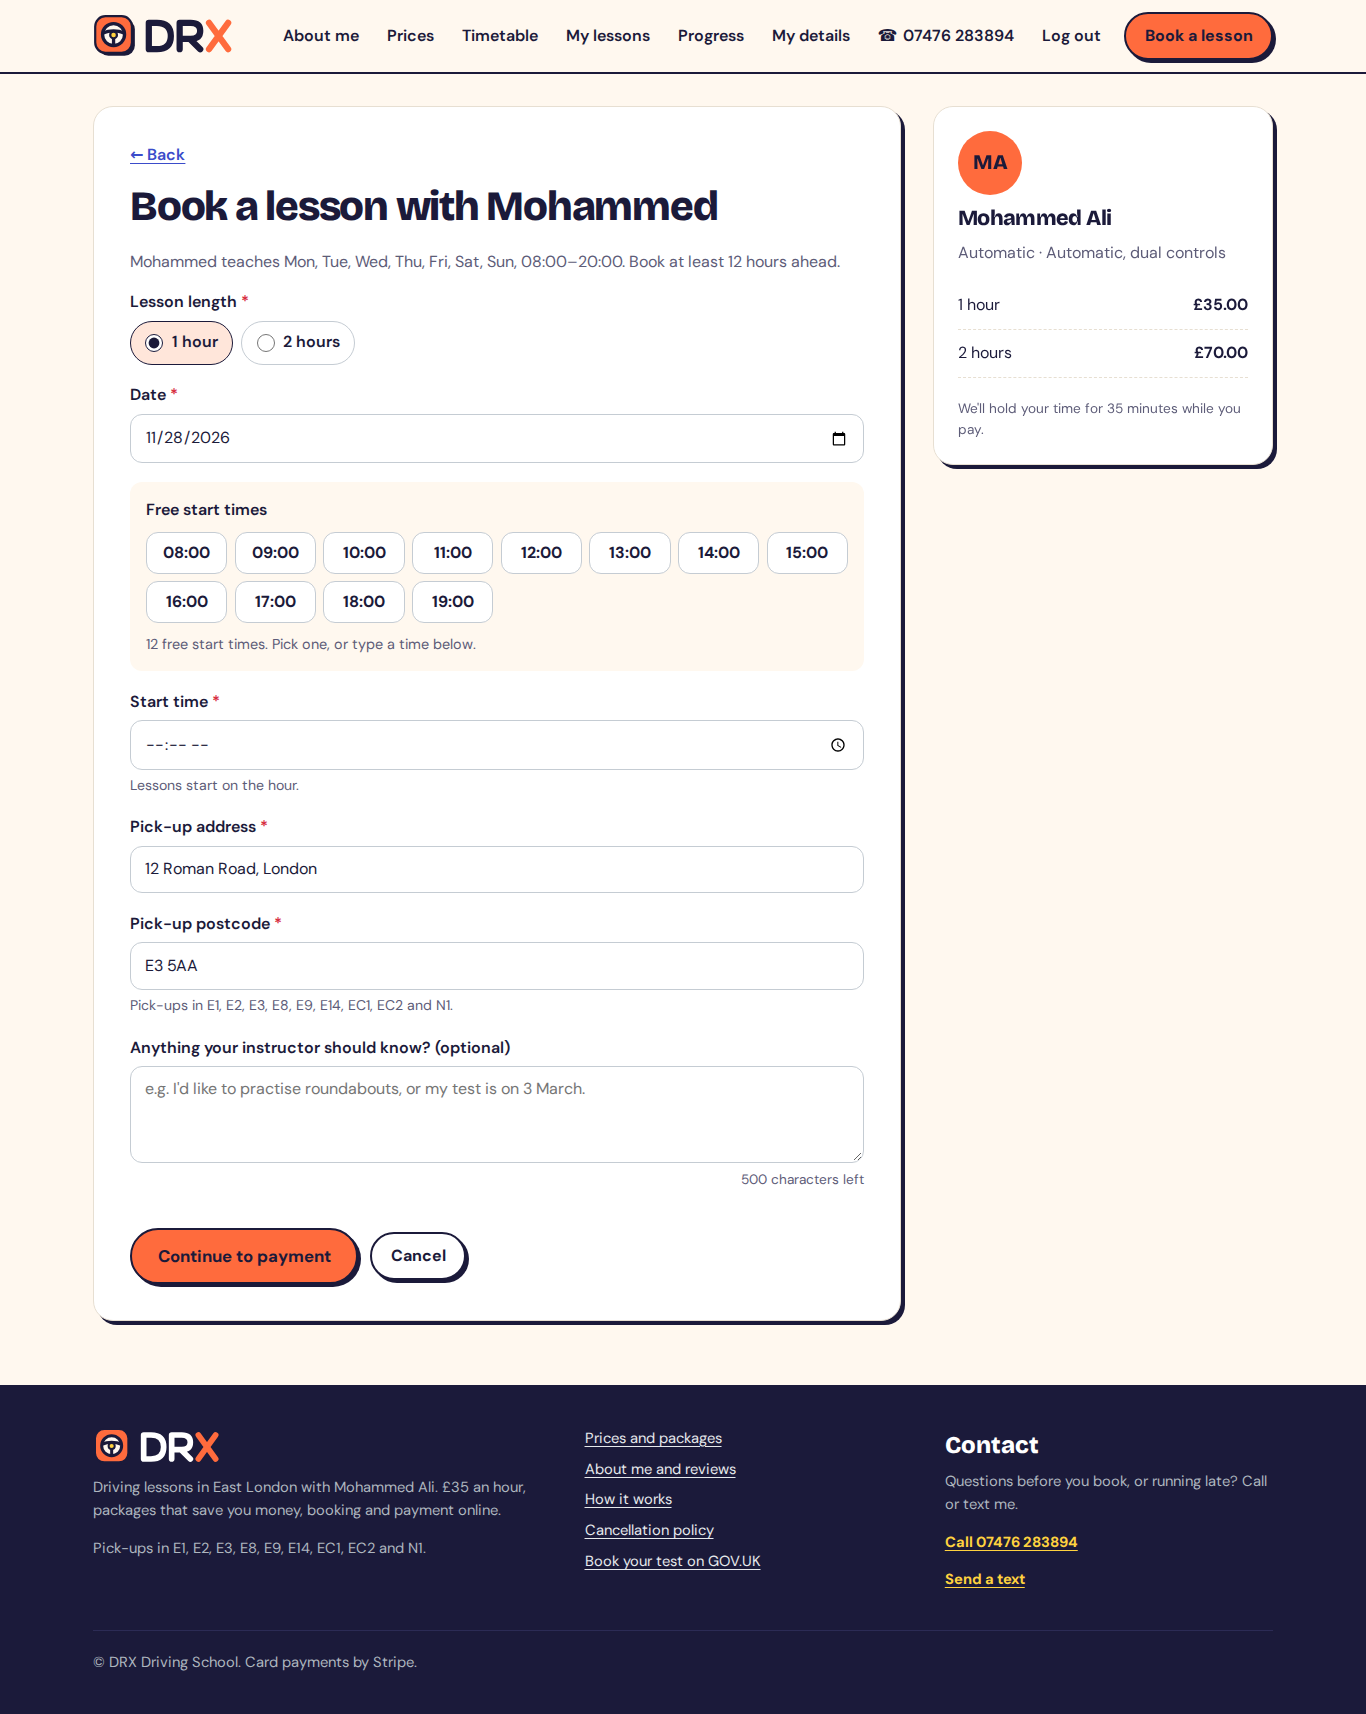 DRX
About me
Prices
Timetable
My lessons
Progress
My details
☎ 07476 283894
Log out
Book a lesson
← Back
Book a lesson with Mohammed
Mohammed teaches Mon, Tue, Wed, Thu, Fri, Sat, Sun, 08:00–20:00. Book at least 12 hours ahead.
Lesson length *
1 hour
2 hours
Date *
11/28/2026
Free start times
08:00 09:00 10:00 11:00 12:00 13:00 14:00 15:00
16:00 17:00 18:00 19:00
12 free start times. Pick one, or type a time below.
Start time *
--:-- --
Lessons start on the hour.
Pick-up address *
12 Roman Road, London
Pick-up postcode *
E3 5AA
Pick-ups in E1, E2, E3, E8, E9, E14, EC1, EC2 and N1.
Anything your instructor should know? (optional)
e.g. I'd like to practise roundabouts, or my test is on 3 March.
500 characters left
Continue to payment
Cancel
MA
Mohammed Ali
Automatic · Automatic, dual controls
1 hour £35.00
2 hours £70.00
We'll hold your time for 35 minutes while you
pay.
DRX
Driving lessons in East London with Mohammed Ali. £35 an hour,
packages that save you money, booking and payment online.
Pick-ups in E1, E2, E3, E8, E9, E14, EC1, EC2 and N1.
Prices and packages
About me and reviews
How it works
Cancellation policy
Book your test on GOV.UK
Contact
Questions before you book, or running late? Call
or text me.
Call 07476 283894
Send a text
© DRX Driving School. Card payments by Stripe.